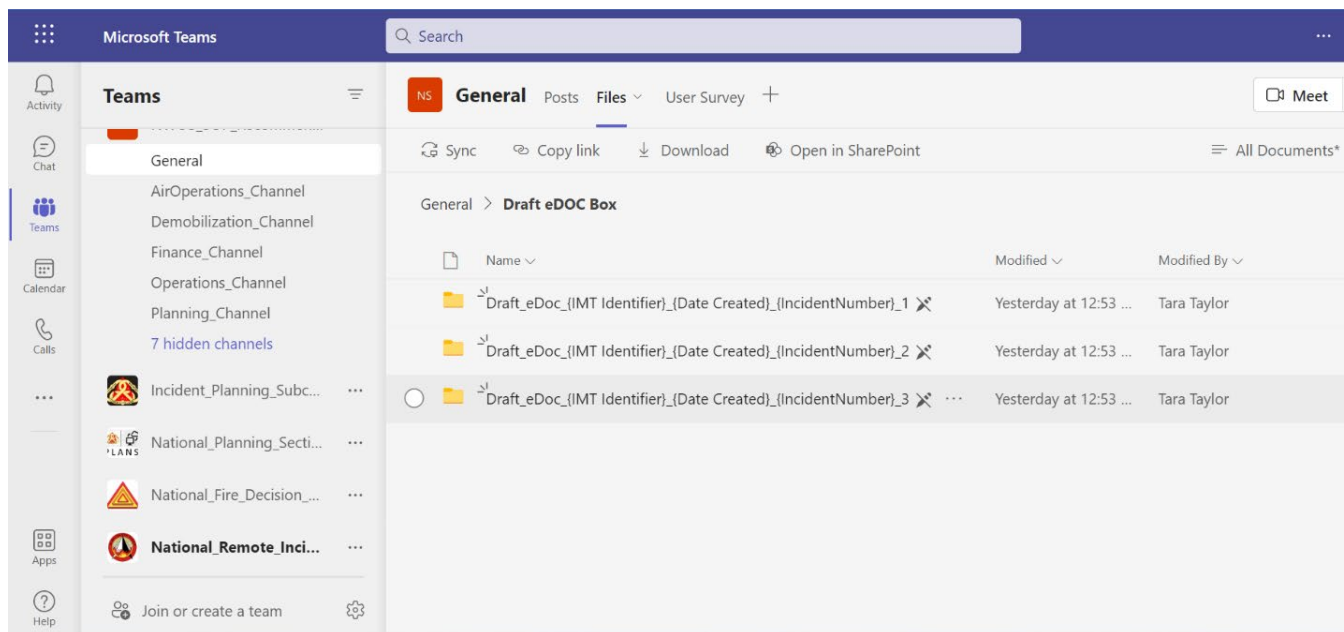 Microsoft Teams
Search
Activity
Chat
Teams
Calendar
Calls
Apps
Help
Teams
General
AirOperations_Channel
Demobilization_Channel
Finance_Channel
Operations_Channel
Planning_Channel
7 hidden channels
Incident_Planning_Subc... ...
PLANS National_Planning_Secti... ...
National_Fire_Decision_... ...
National_Remote_Inci... ...
Join or create a team
NS General Posts Files User Survey +
Meet
Sync Copy link Download Open in SharePoint All Documents*
General > Draft eDOC Box
Name Modified Modified By
Draft_eDoc_{IMT Identifier}_{Date Created}_{IncidentNumber}_1 Yesterday at 12:53 ... Tara Taylor
Draft_eDoc_{IMT Identifier}_{Date Created}_{IncidentNumber}_2 Yesterday at 12:53 ... Tara Taylor
Draft_eDoc_{IMT Identifier}_{Date Created}_{IncidentNumber}_3 ... Yesterday at 12:53 ... Tara Taylor